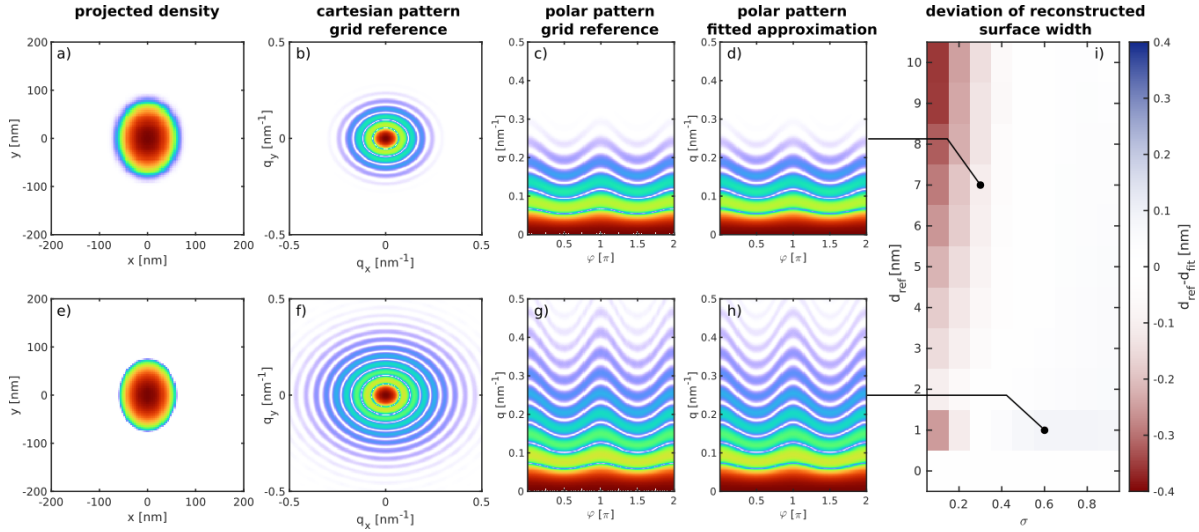 projected density
cartesian pattern
grid reference
polar pattern
grid reference
polar pattern
fitted approximation
deviation of reconstructed
surface width
a)
200
100
0
-100
-200
y [nm]
-200
-100
0
100
200
x [nm]
b)
0.5
0
-0.5
q_y [nm⁻¹]
-0.5
0
0.5
q_x [nm⁻¹]
c)
0.5
0.4
0.3
0.2
0.1
0
q [nm⁻¹]
0.5
1
1.5
2
φ [π]
d)
0.5
0.4
0.3
0.2
0.1
0
q [nm⁻¹]
0.5
1
1.5
2
φ [π]
e)
200
100
0
-100
-200
y [nm]
-200
-100
0
100
200
x [nm]
f)
0.5
0
-0.5
q_y [nm⁻¹]
-0.5
0
0.5
q_x [nm⁻¹]
g)
0.5
0.4
0.3
0.2
0.1
0
q [nm⁻¹]
0.5
1
1.5
2
φ [π]
h)
0.5
0.4
0.3
0.2
0.1
0
q [nm⁻¹]
0.5
1
1.5
2
φ [π]
i)
10
9
8
7
6
5
4
3
2
1
0
d_ref [nm]
0.2
0.4
0.6
0.8
σ
0.4
0.3
0.2
0.1
0
-0.1
-0.2
-0.3
-0.4
d_ref-d_fit [nm]